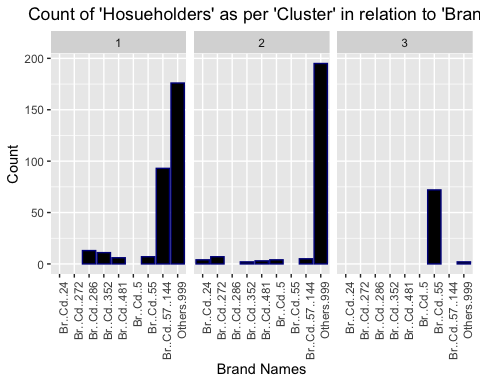 Count of 'Hosueholders' as per 'Cluster' in relation to 'Bran
1
2
3
200
150
100
50
0
Count
Br..Cd..24
Br..Cd..272
Br..Cd..286
Br..Cd..352
Br..Cd..481
Br..Cd..5
Br..Cd..55
Br..Cd..57..144
Others.999
Br..Cd..24
Br..Cd..272
Br..Cd..286
Br..Cd..352
Br..Cd..481
Br..Cd..5
Br..Cd..55
Br..Cd..57..144
Others.999
Br..Cd..24
Br..Cd..272
Br..Cd..286
Br..Cd..352
Br..Cd..481
Br..Cd..5
Br..Cd..55
Br..Cd..57..144
Others.999
Brand Names